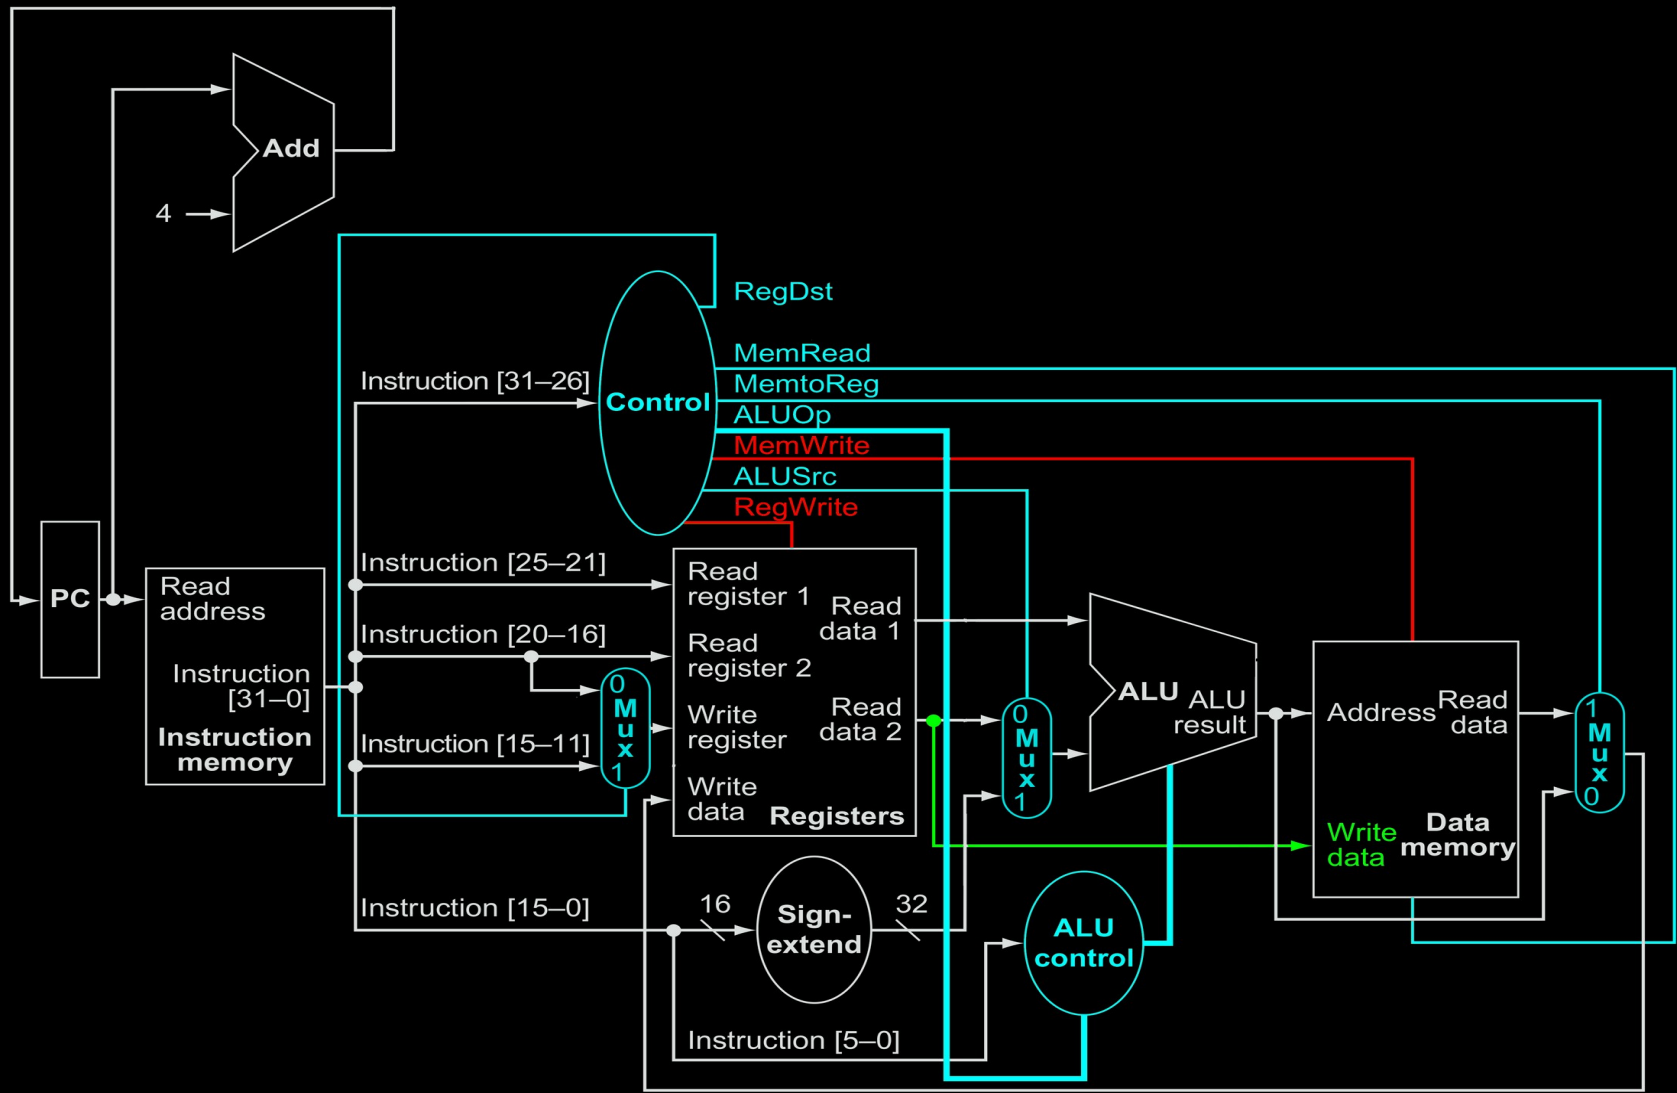 Add
4
RegDst
MemRead
MemtoReg
ALUOp
MemWrite
ALUSrc
RegWrite
Control
Instruction [31–26]
PC
Read
address
Instruction
[31–0]
Instruction
memory
Instruction [25–21]
Instruction [20–16]
Instruction [15–11]
0
M
u
x
1
Read
register 1
Read
register 2
Write
register
Write
data
Read
data 1
Read
data 2
Registers
0
M
u
x
1
ALU
ALU
result
Address
Read
data
Write
data
Data
memory
1
M
u
x
0
Instruction [15–0]
16
Sign-
extend
32
ALU
control
Instruction [5–0]